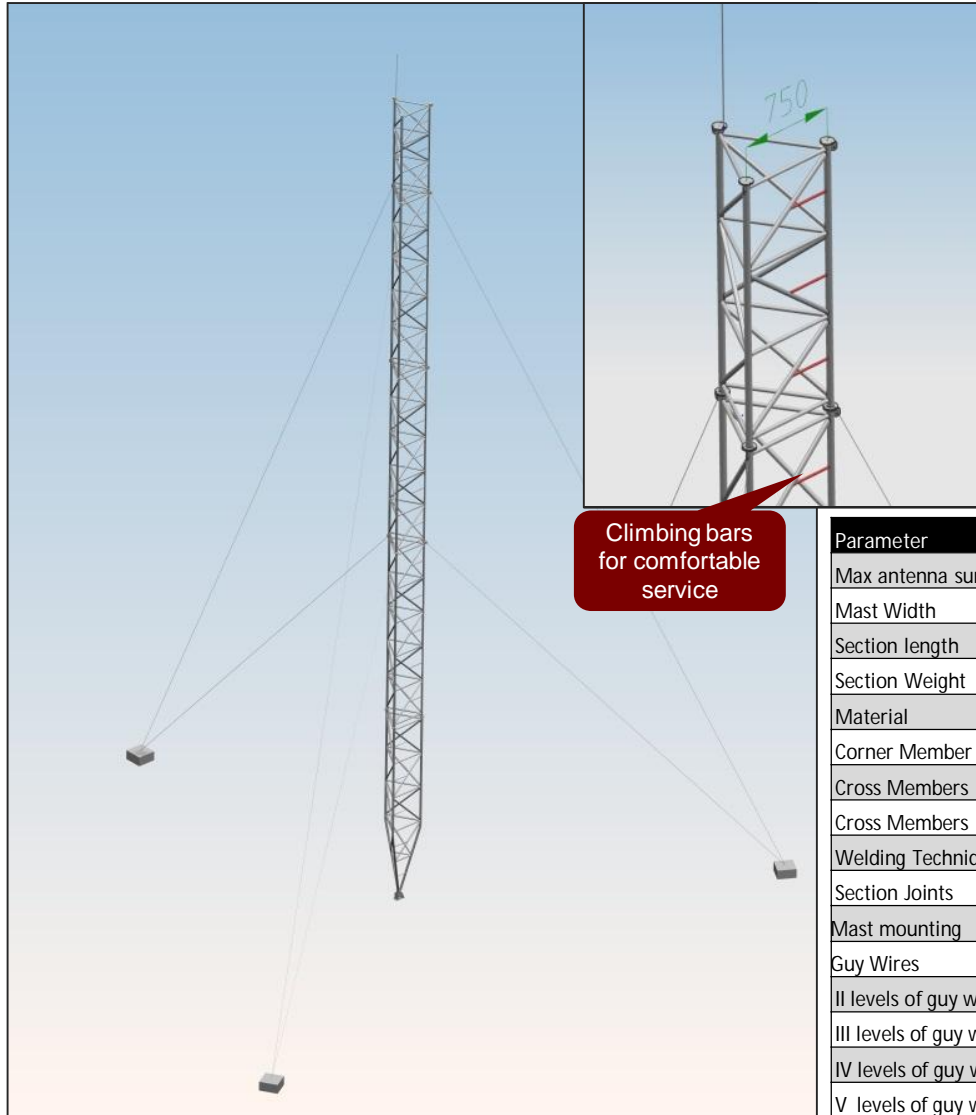 750
Climbing bars
for comfortable
service
Parameter
Max antenna
Mast Width
Section length
Section Weight
Material
Corner Member
Cross Members
Cross Members
Welding
Section Joints
Mast mounting
Guy Wires
II levels of guy
III levels of guy
IV levels of guy
V levels of guy